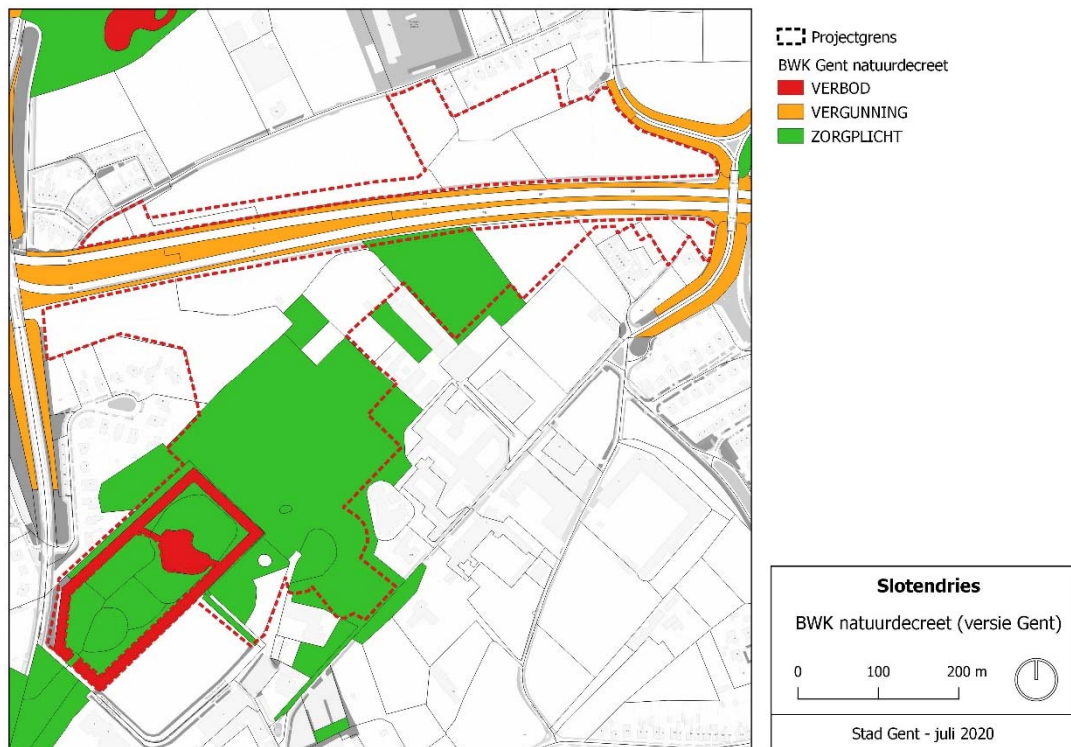 Projectgrens
BWK Gent natuurdecreet
VERBOD
VERGUNNING
ZORGPLICHT
Slotendries
BWK natuurdecreet (versie Gent)
0 100 200 m
Stad Gent - juli 2020